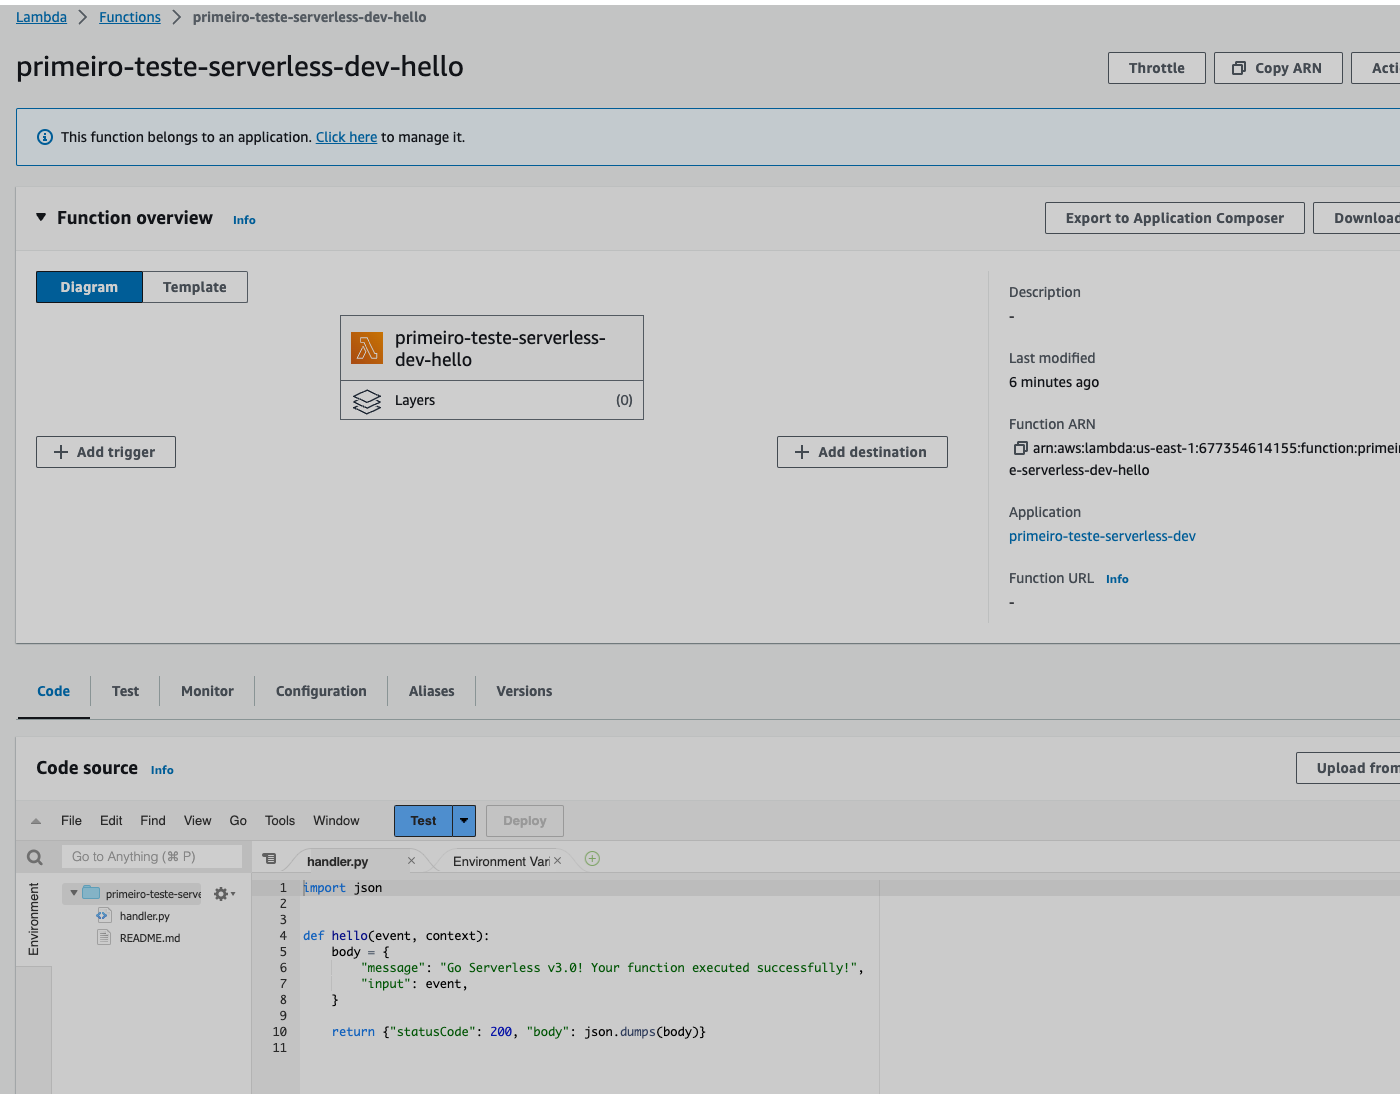 Lambda > Functions > primeiro-teste-serverless-dev-hello
primeiro-teste-serverless-dev-hello
Throttle
Copy ARN
Acti
This function belongs to an application. Click here to manage it.
Function overview Info
Export to Application Composer
Download
Diagram
Template
primeiro-teste-serverless-
dev-hello
Layers (0)
+ Add trigger
+ Add destination
Description
-
Last modified
6 minutes ago
Function ARN
arn:aws:lambda:us-east-1:677354614155:function:primei
e-serverless-dev-hello
Application
primeiro-teste-serverless-dev
Function URL Info
-
Code
Test
Monitor
Configuration
Aliases
Versions
Code source Info
Upload from
File Edit Find View Go Tools Window Test Deploy
Go to Anything (⌘ P)
handler.py × Environment Vari ×
Environment
primeiro-teste-serve
handler.py
README.md
1 import json
2
3
4 def hello(event, context):
5 body = {
6 "message": "Go Serverless v3.0! Your function executed successfully!",
7 "input": event,
8 }
9
10 return {"statusCode": 200, "body": json.dumps(body)}
11